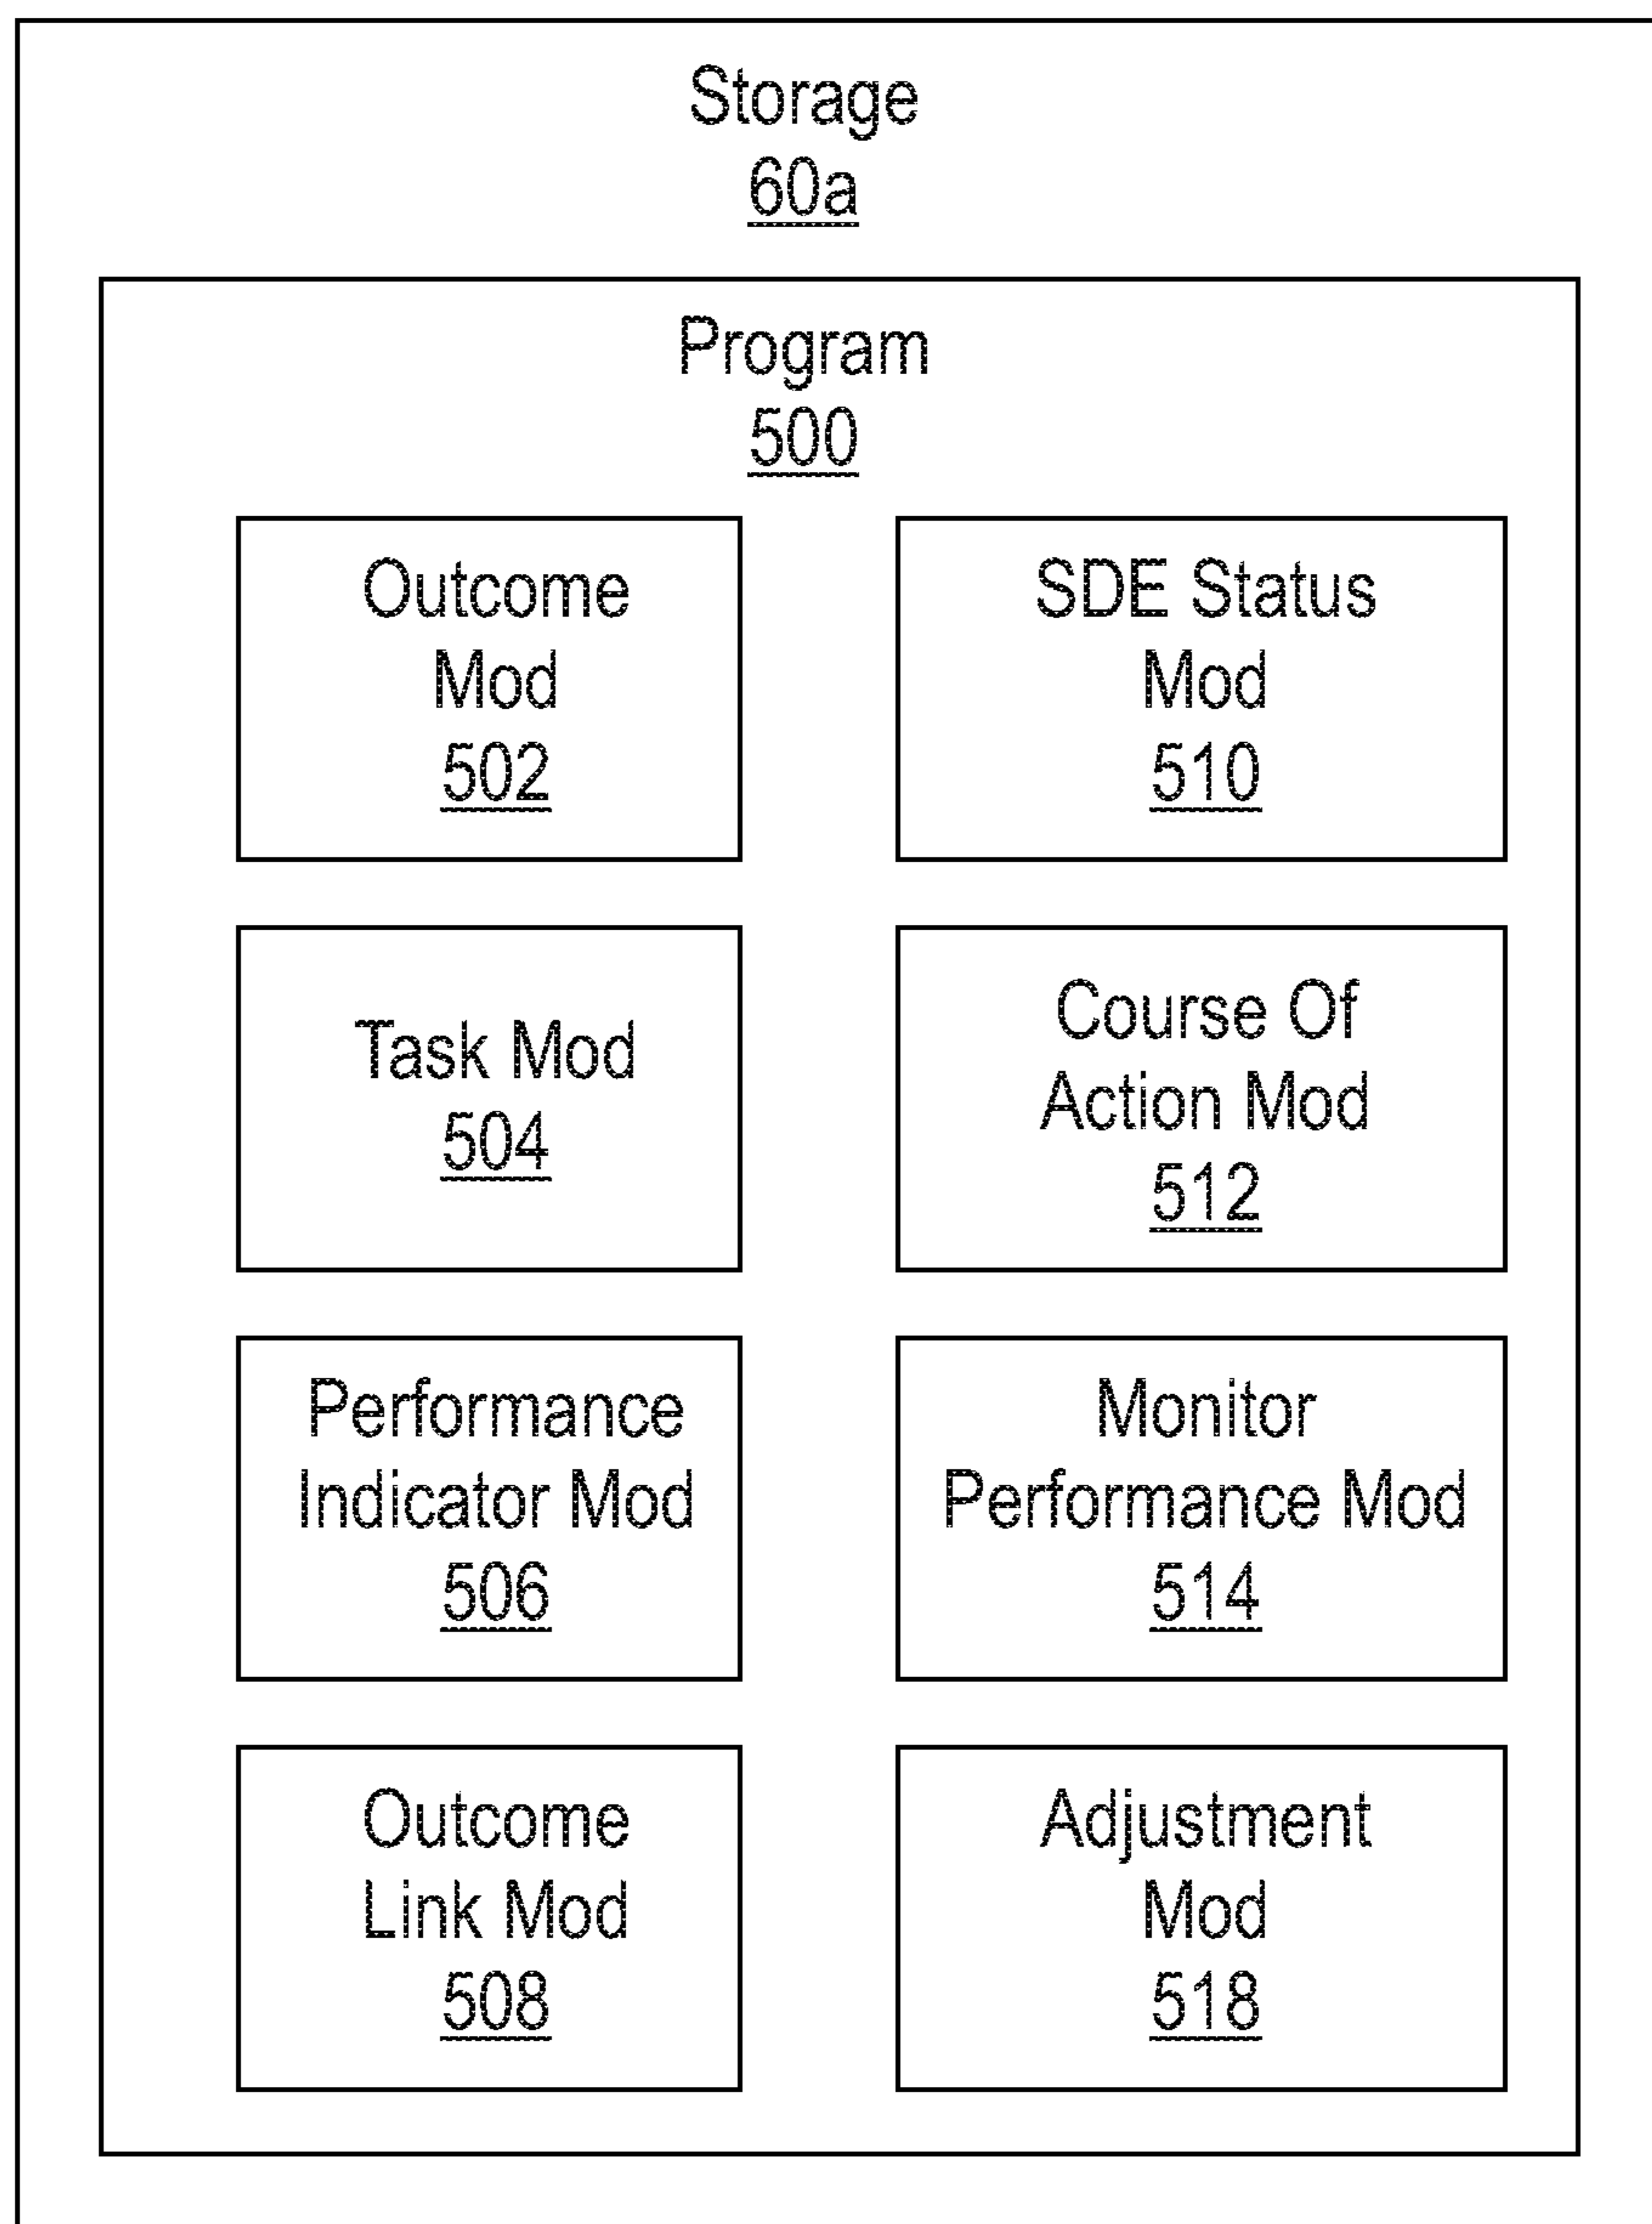 Storage
60a
Program
500
Outcome
Mod
502
SDE Status
Mod
510
Task Mod
504
Course Of
Action Mod
512
Performance
Indicator Mod
506
Monitor
Performance Mod
514
Outcome
Link Mod
508
Adjustment
Mod
518